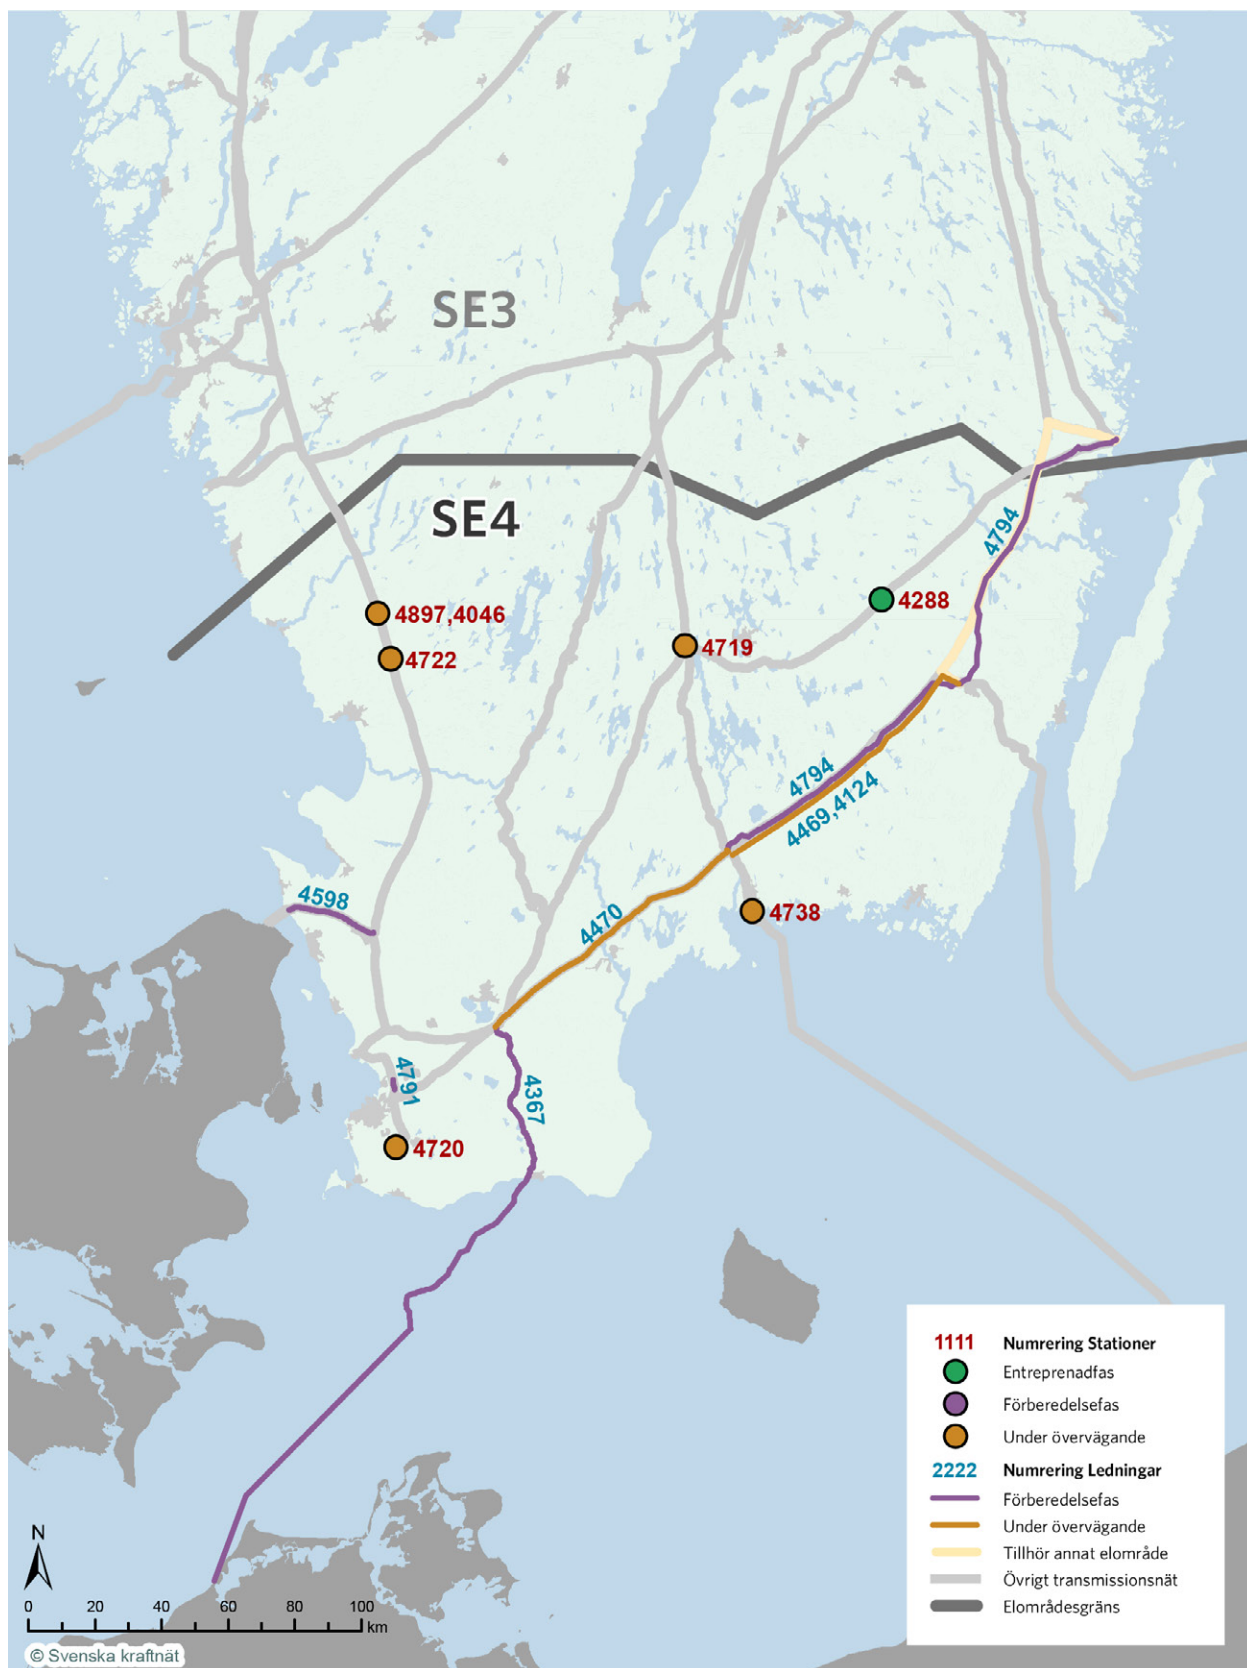 SE3
SE4
4794
4897,4046
4288
4722
4719
4794
4469,4124
4598
4470
4738
4791
4367
4720
1111 Numrering Stationer
Entreprenadfas
Förberedelsefas
Under övervägande
2222 Numrering Ledningar
Förberedelsefas
Under övervägande
Tillhör annat elområde
Övrigt transmissionsnät
Elområdesgräns
N
0 20 40 60 80 100
km
© Svenska kraftnät